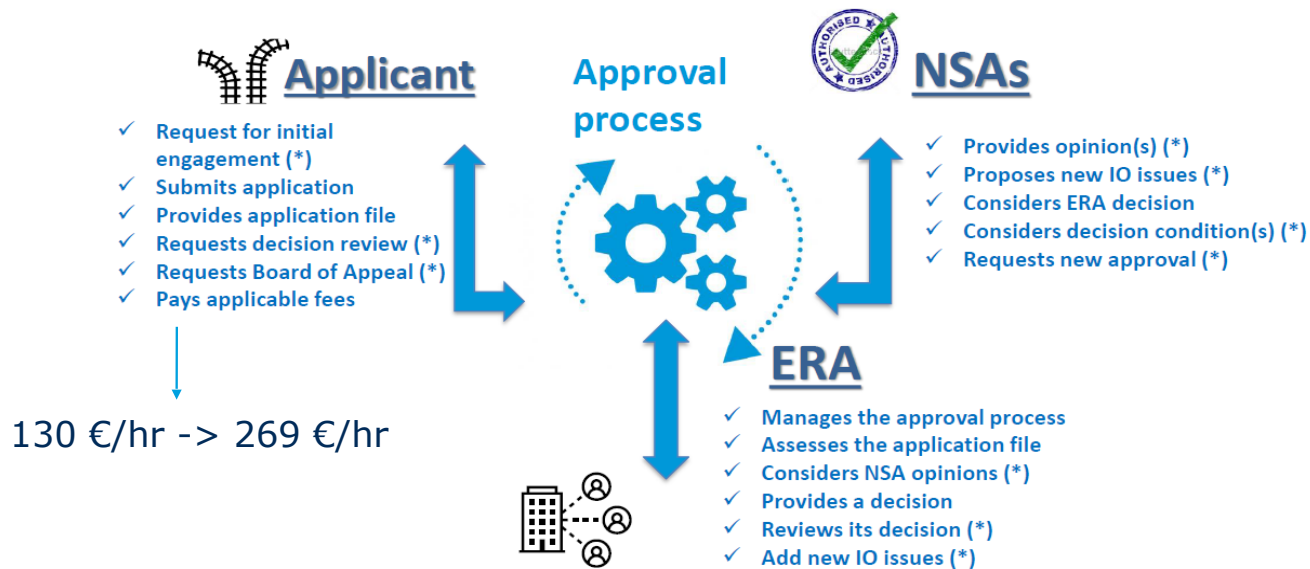 Applicant
✓ Request for initial
engagement (*)
✓ Submits application
✓ Provides application file
✓ Requests decision review (*)
✓ Requests Board of Appeal (*)
✓ Pays applicable fees
130 €/hr -> 269 €/hr
Approval
process
AUTHORISED
AUTHORISED
AUTHORISED
NSAs
✓ Provides opinion(s) (*)
✓ Proposes new IO issues (*)
✓ Considers ERA decision
✓ Considers decision condition(s) (*)
✓ Requests new approval (*)
ERA
✓ Manages the approval process
✓ Assesses the application file
✓ Considers NSA opinions (*)
✓ Provides a decision
✓ Reviews its decision (*)
✓ Add new IO issues (*)